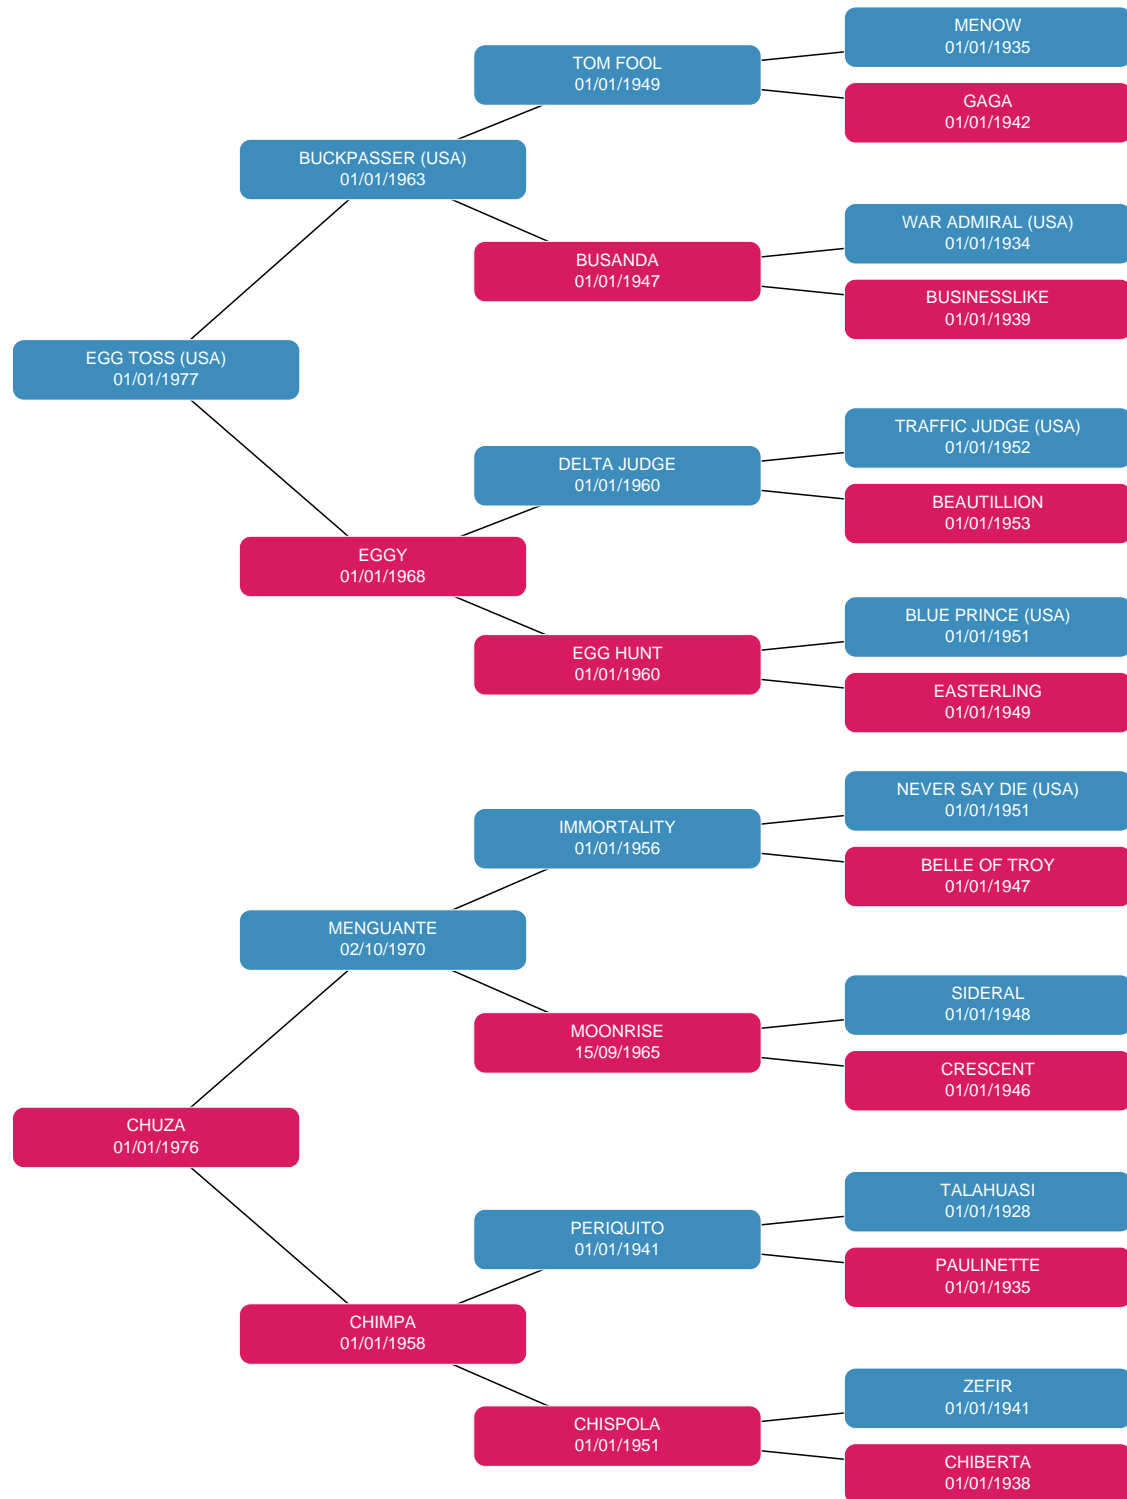 MENOW
01/01/1935
TOM FOOL
01/01/1949
GAGA
01/01/1942
BUCKPASSER (USA)
01/01/1963
WAR ADMIRAL (USA)
01/01/1934
BUSANDA
01/01/1947
BUSINESSLIKE
01/01/1939
EGG TOSS (USA)
01/01/1977
TRAFFIC JUDGE (USA)
01/01/1952
DELTA JUDGE
01/01/1960
BEAUTILLION
01/01/1953
EGGY
01/01/1968
BLUE PRINCE (USA)
01/01/1951
EGG HUNT
01/01/1960
EASTERLING
01/01/1949
NEVER SAY DIE (USA)
01/01/1951
IMMORTALITY
01/01/1956
BELLE OF TROY
01/01/1947
MENGUANTE
02/10/1970
SIDERAL
01/01/1948
MOONRISE
15/09/1965
CRESCENT
01/01/1946
CHUZA
01/01/1976
TALAHUASI
01/01/1928
PERIQUITO
01/01/1941
PAULINETTE
01/01/1935
CHIMPA
01/01/1958
ZEFIR
01/01/1941
CHISPOLA
01/01/1951
CHIBERTA
01/01/1938